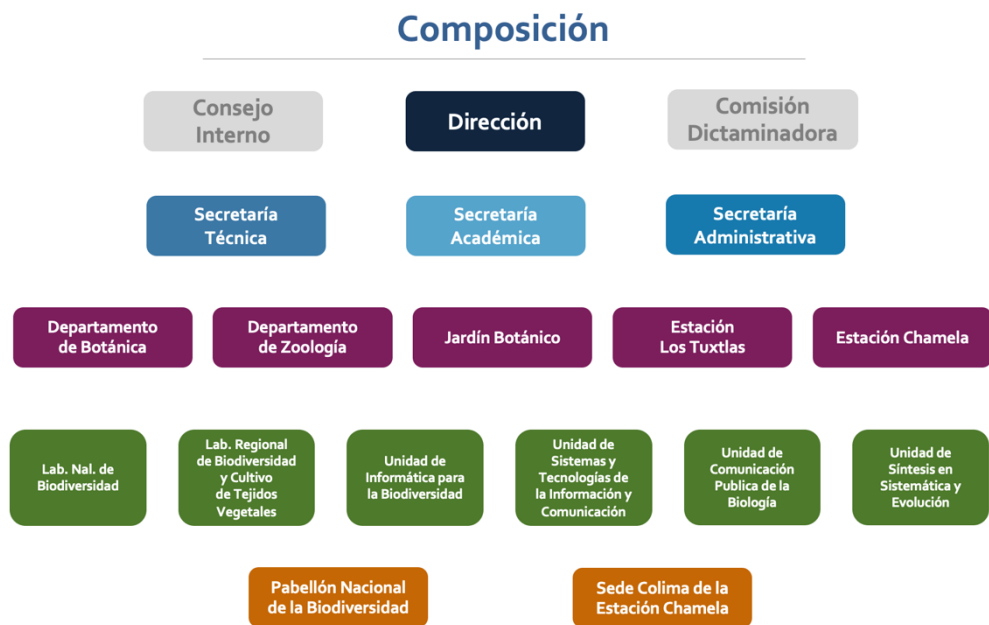 Composición
Consejo
Interno
Dirección
Comisión
Dictaminadora
Secretaría
Técnica
Secretaría
Académica
Secretaría
Administrativa
Departamento
de Botánica
Departamento
de Zoología
Jardín Botánico
Estación
Los Tuxtlas
Estación Chamela
Lab. Nal. de
Biodiversidad
Lab. Regional
de Biodiversidad
y Cultivo
de Tejidos
Vegetales
Unidad de
Informática para
la Biodiversidad
Unidad de
Sistemas y
Tecnologías de
la Información y
Comunicación
Unidad de
Comunicación
Publica de la
Biología
Unidad de
Síntesis en
Sistemática y
Evolución
Pabellón Nacional
de la Biodiversidad
Sede Colima de la
Estación Chamela